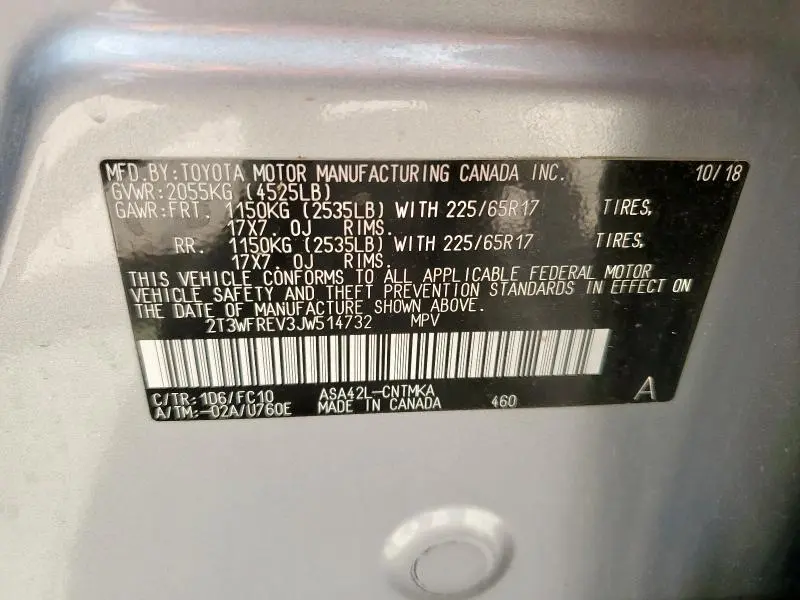 MFD.BY:TOYOTA MOTOR MANUFACTURING CANADA INC. 10/18
GVWR:2055KG (4525LB)
GAWR:FRT. 1150KG (2535LB) WITH 225/65R17 TIRES,
17X7. 0J RIMS.
RR. 1150KG (2535LB) WITH 225/65R17 TIRES,
17X7. 0J RIMS.
THIS VEHICLE CONFORMS TO ALL APPLICABLE FEDERAL MOTOR
VEHICLE SAFETY AND THEFT PREVENTION STANDARDS IN EFFECT ON
THE DATE OF MANUFACTURE SHOWN ABOVE.
2T3WFREV3JW514732 MPV
C/TR:1D6/FC10 ASA42L-CNTMKA
A/TM:-02A/U760E MADE IN CANADA 460 A